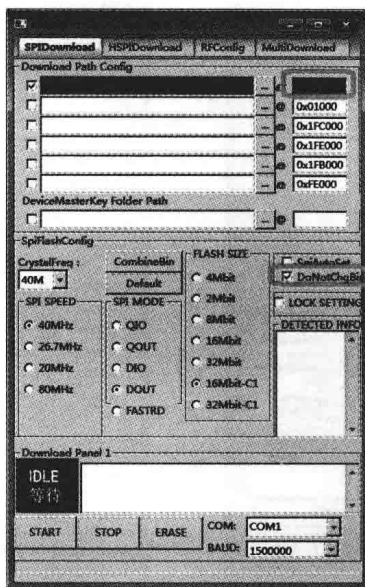 SPIDownload HSPIDownload RFConfig MultiDownload
Download Path Config
... @
... @ 0x01000
... @ 0x1FC000
... @ 0x1FE000
... @ 0x1FB000
... @ 0xFE000
DeviceMasterKey Folder Path
... @
SpiFlashConfig
CrystalFreq :
40M
CombineBin
Default
SPI SPEED
40MHz
26.7MHz
20MHz
80MHz
SPI MODE
QIO
QOUT
DIO
DOUT
FASTRD
FLASH SIZE
4Mbit
2Mbit
8Mbit
16Mbit
32Mbit
16Mbit-C1
32Mbit-C1
SpiAutoSet
DoNotChgBin
LOCK SETTING
DETECTED INFO
Download Panel 1
IDLE
等待
START STOP ERASE
COM: COM1
BAUD: 1500000